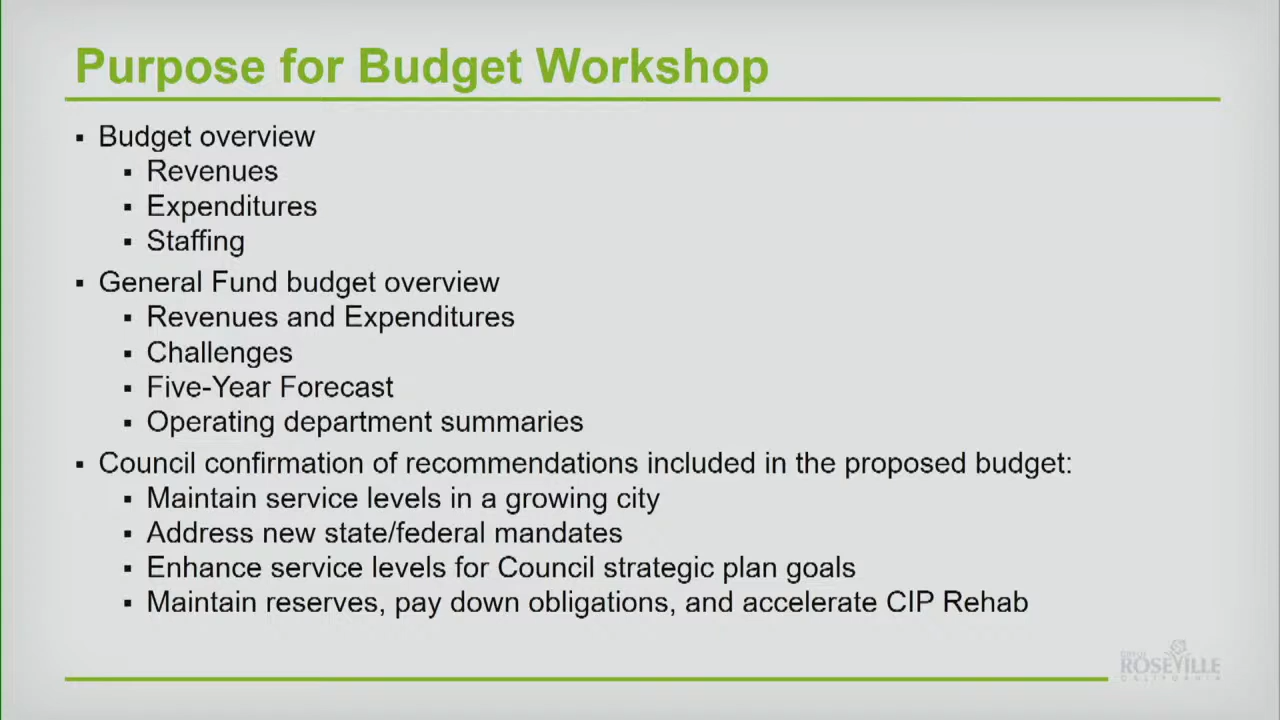 Purpose for Budget Workshop
▪ Budget overview
▪ Revenues
▪ Expenditures
▪ Staffing
▪ General Fund budget overview
▪ Revenues and Expenditures
▪ Challenges
▪ Five-Year Forecast
▪ Operating department summaries
▪ Council confirmation of recommendations included in the proposed budget:
▪ Maintain service levels in a growing city
▪ Address new state/federal mandates
▪ Enhance service levels for Council strategic plan goals
▪ Maintain reserves, pay down obligations, and accelerate CIP Rehab
CITY OF
ROSEVILLE
CALIFORNIA